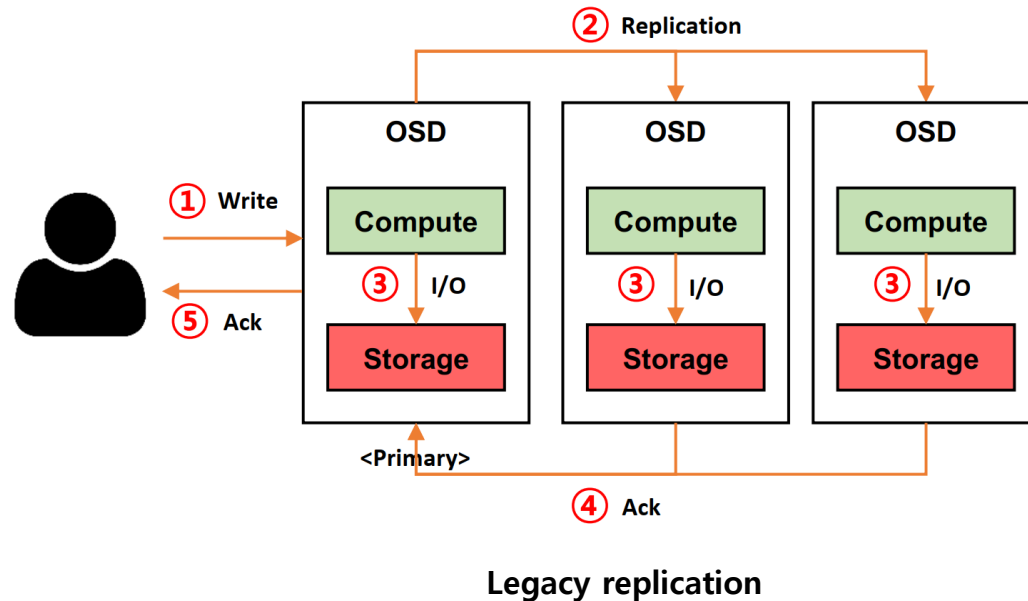 ② Replication
OSD
OSD
OSD
① Write
Compute
Compute
Compute
③ I/O
③ I/O
③ I/O
⑤ Ack
Storage
Storage
Storage
<Primary>
④ Ack
Legacy replication